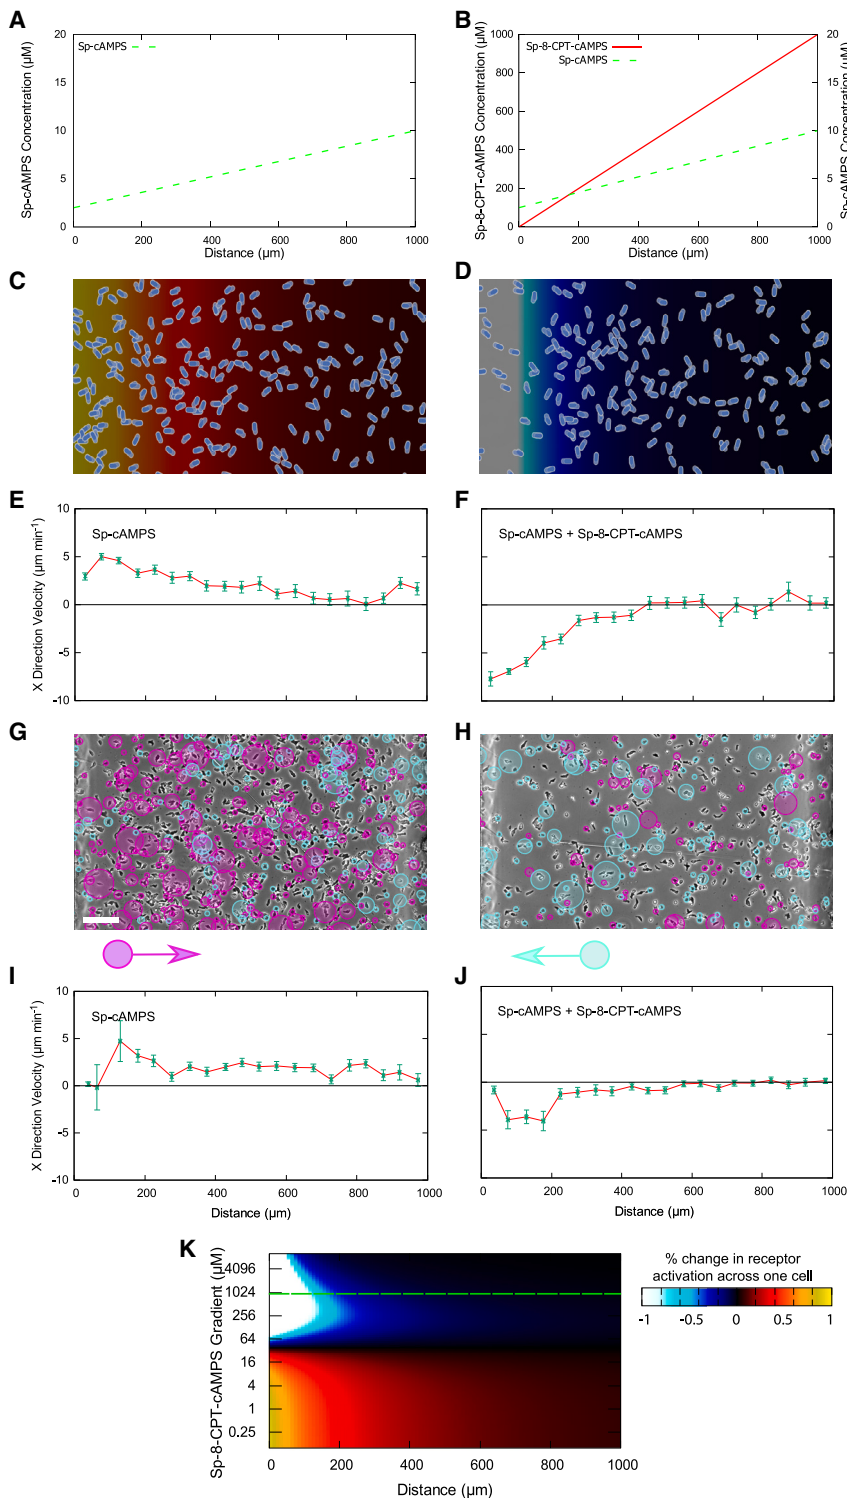 A
Sp-cAMPS Concentration (µM)
20
15
10
5
0
Sp-cAMPS
0 200 400 600 800 1000
Distance (µm)
B
Sp-8-CPT-cAMPS Concentration (µM)
1000
800
600
400
200
0
Sp-8-CPT-cAMPS
Sp-cAMPS
20
15
10
5
0
Sp-cAMPS Concentration (µM)
0 200 400 600 800 1000
Distance (µm)
C
D
E
X Direction Velocity (µm min⁻¹)
10
5
0
-5
-10
Sp-cAMPS
F
Sp-cAMPS + Sp-8-CPT-cAMPS
G
H
I
X Direction Velocity (µm min⁻¹)
10
5
0
-5
-10
Sp-cAMPS
0 200 400 600 800 1000
Distance (µm)
J
Sp-cAMPS + Sp-8-CPT-cAMPS
0 200 400 600 800 1000
Distance (µm)
K
Sp-8-CPT-cAMPS Gradient (µM)
4096
1024
256
64
16
4
1
0.25
0 200 400 600 800 1000
Distance (µm)
% change in receptor
activation across one cell
-1 -0.5 0 0.5 1